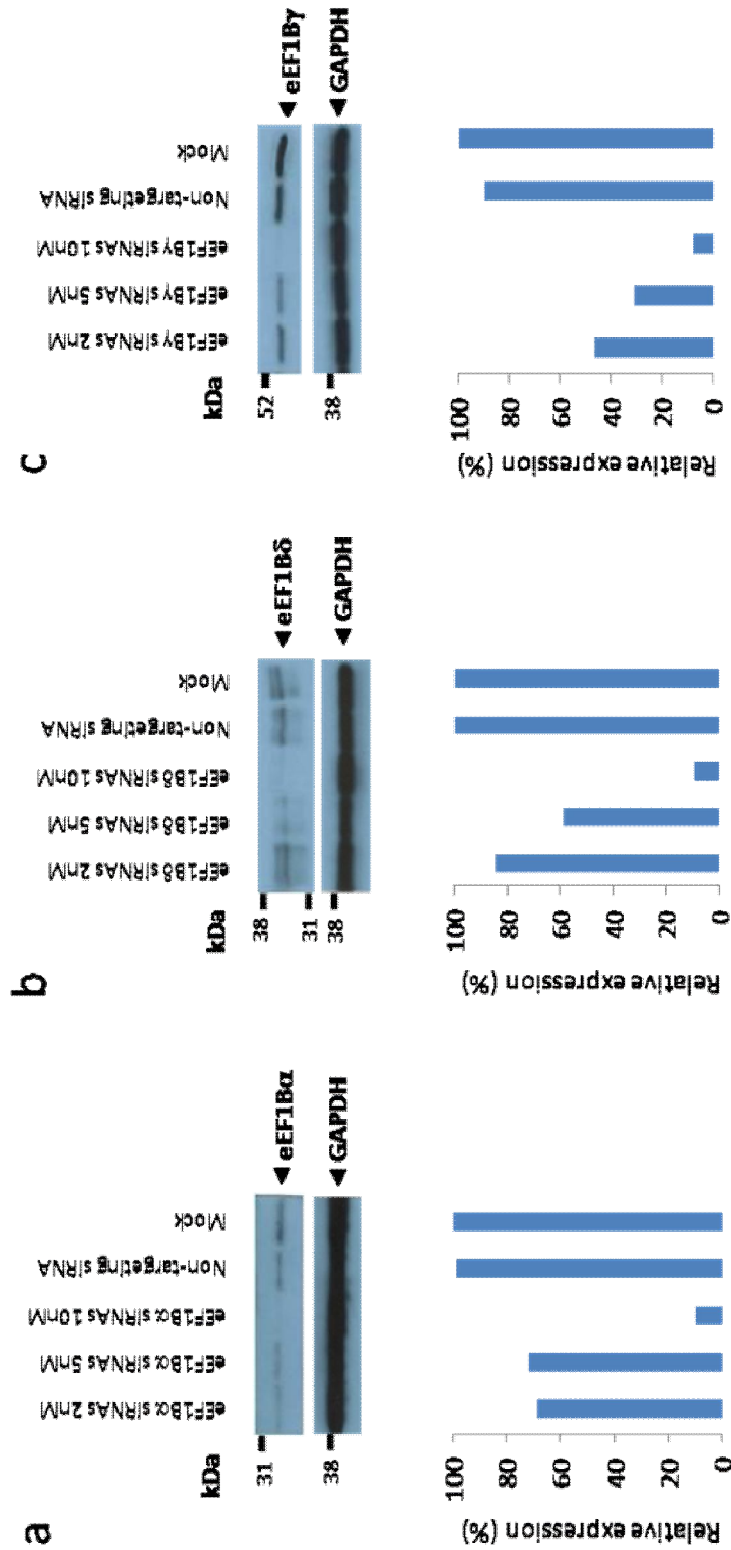 a
kDa
eEF1Bα siRNAs 2nM
eEF1Bα siRNAs 5nM
eEF1Bα siRNAs 10nM
Non-targeting siRNA
Mock
31
eEF1Bα
38
GAPDH
Relative expression (%)
100
80
60
40
20
0
b
kDa
eEF1Bδ siRNAs 2nM
eEF1Bδ siRNAs 5nM
eEF1Bδ siRNAs 10nM
Non-targeting siRNA
Mock
38
eEF1Bδ
31
38
GAPDH
Relative expression (%)
100
80
60
40
20
0
c
kDa
eEF1Bγ siRNAs 2nM
eEF1Bγ siRNAs 5nM
eEF1Bγ siRNAs 10nM
Non-targeting siRNA
Mock
52
eEF1Bγ
38
GAPDH
Relative expression (%)
100
80
60
40
20
0